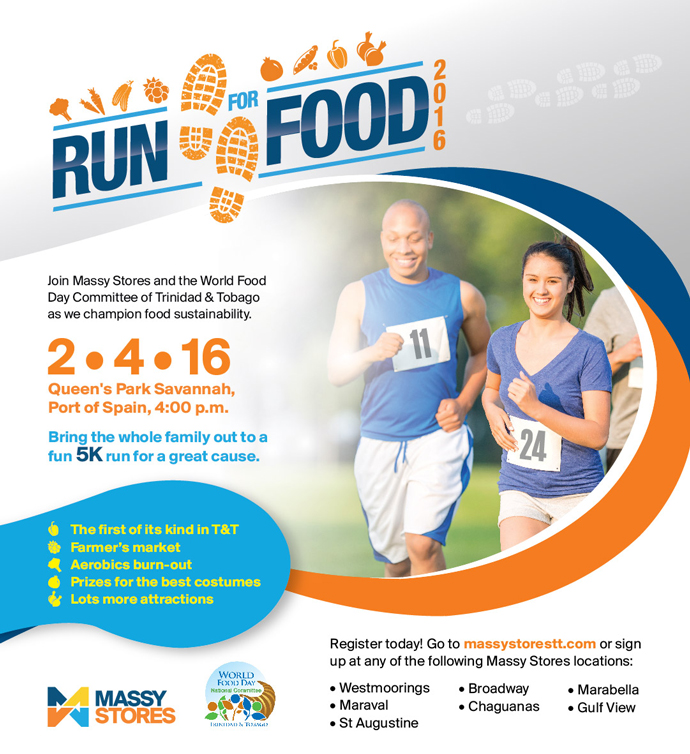 RUN FOR FOOD 2016
Join Massy Stores and the World Food
Day Committee of Trinidad & Tobago
as we champion food sustainability.
2 • 4 • 16
Queen's Park Savannah,
Port of Spain, 4:00 p.m.
Bring the whole family out to a
fun 5K run for a great cause.
11
24
The first of its kind in T&T
Farmer's market
Aerobics burn-out
Prizes for the best costumes
Lots more attractions
Register today! Go to massystorestt.com or sign
up at any of the following Massy Stores locations:
• Westmoorings
• Maraval
• St Augustine
• Broadway
• Chaguanas
• Marabella
• Gulf View
MASSY
STORES
WORLD
FOOD DAY
National Committee
TRINIDAD & TOBAGO